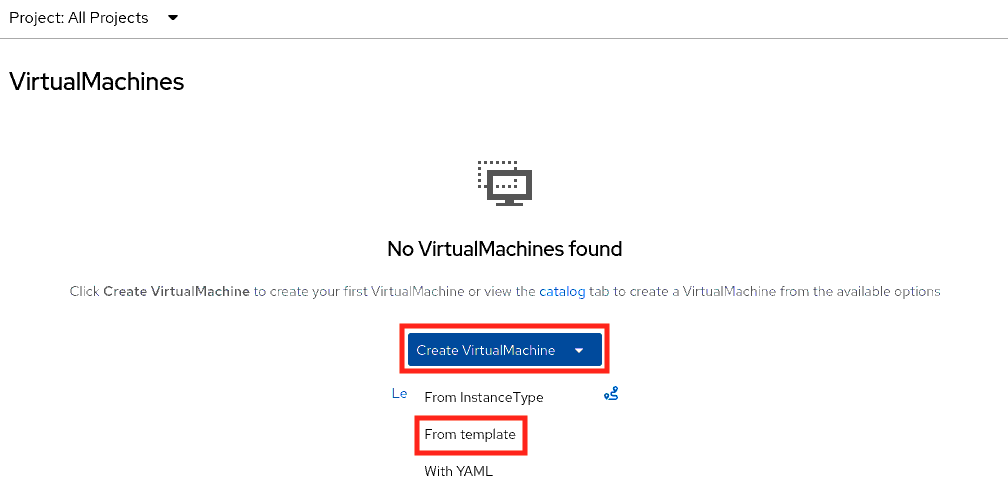 Project: All Projects
VirtualMachines
No VirtualMachines found
Click Create VirtualMachine to create your first VirtualMachine or view the catalog tab to create a VirtualMachine from the available options
Create VirtualMachine
Le
From InstanceType
From template
With YAML